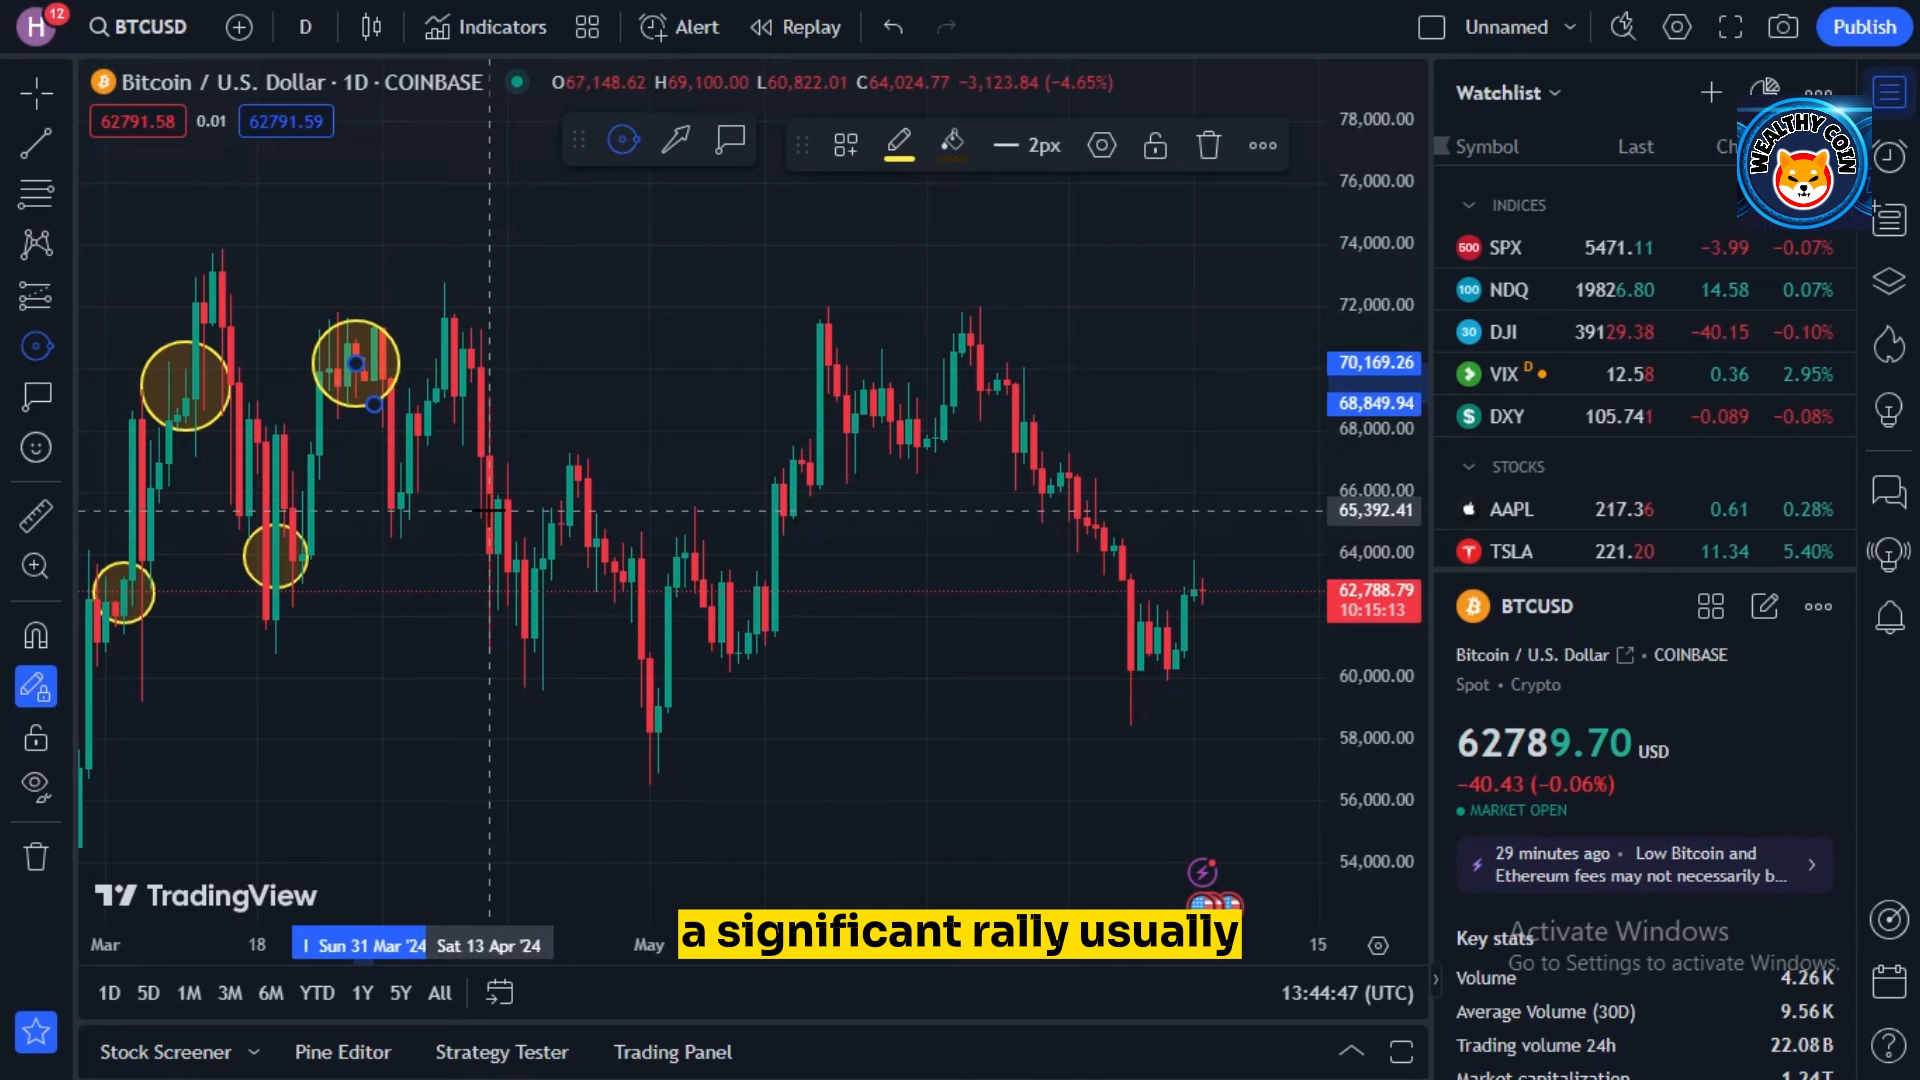 H 12 BTCUSD D Indicators Alert Replay Unnamed Publish
Bitcoin / U.S. Dollar · 1D · COINBASE O67,148.62 H69,100.00 L60,822.01 C64,024.77 −3,123.84 (−4.65%)
62791.58 0.01 62791.59
2px
78,000.00
76,000.00
74,000.00
72,000.00
70,169.26
68,849.94
68,000.00
66,000.00
65,392.41
64,000.00
62,788.79
10:15:13
60,000.00
58,000.00
56,000.00
54,000.00
TradingView
a significant rally usually
Mar 18 Sun 31 Mar '24 Sat 13 Apr '24 May 15
1D 5D 1M 3M 6M YTD 1Y 5Y All 13:44:47 (UTC)
Stock Screener Pine Editor Strategy Tester Trading Panel
Watchlist
WEALTHY COIN
Symbol Last Ch
INDICES
500 SPX 5471.11 −3.99 −0.07%
100 NDQ 19826.80 14.58 0.07%
30 DJI 39129.38 −40.15 −0.10%
VIX D 12.58 0.36 2.95%
DXY 105.741 −0.089 −0.08%
STOCKS
AAPL 217.36 0.61 0.28%
TSLA 221.20 11.34 5.40%
BTCUSD
Bitcoin / U.S. Dollar • COINBASE
Spot • Crypto
62789.70 USD
−40.43 (−0.06%)
MARKET OPEN
29 minutes ago • Low Bitcoin and
Ethereum fees may not necessarily b...
Activate Windows
Go to Settings to activate Windows.
Key stats
Volume 4.26K
Average Volume (30D) 9.56K
Trading volume 24h 22.08B
Market capitalization 1.24T